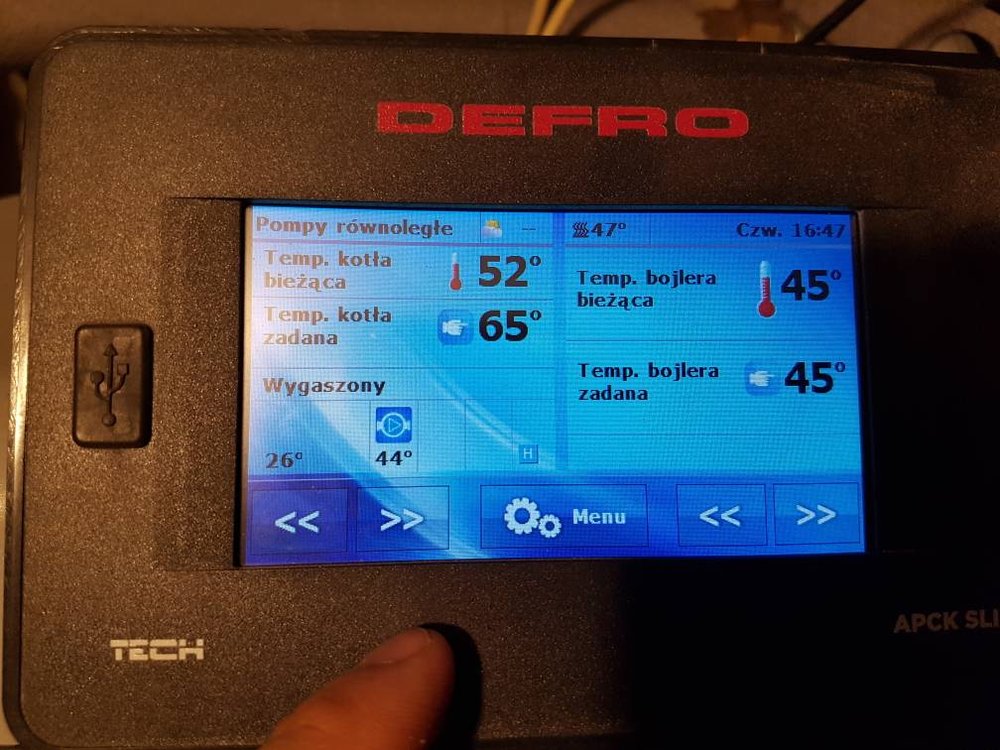 DEFRO
Pompy równoległe -- 47° Czw. 16:47
Temp. kotła
bieżąca 52°
Temp. kotła
zadana 65°
Wygaszony
26° 44° H
Temp. bojlera
bieżąca 45°
Temp. bojlera
zadana 45°
<< >> Menu << >>
TECH
APCK